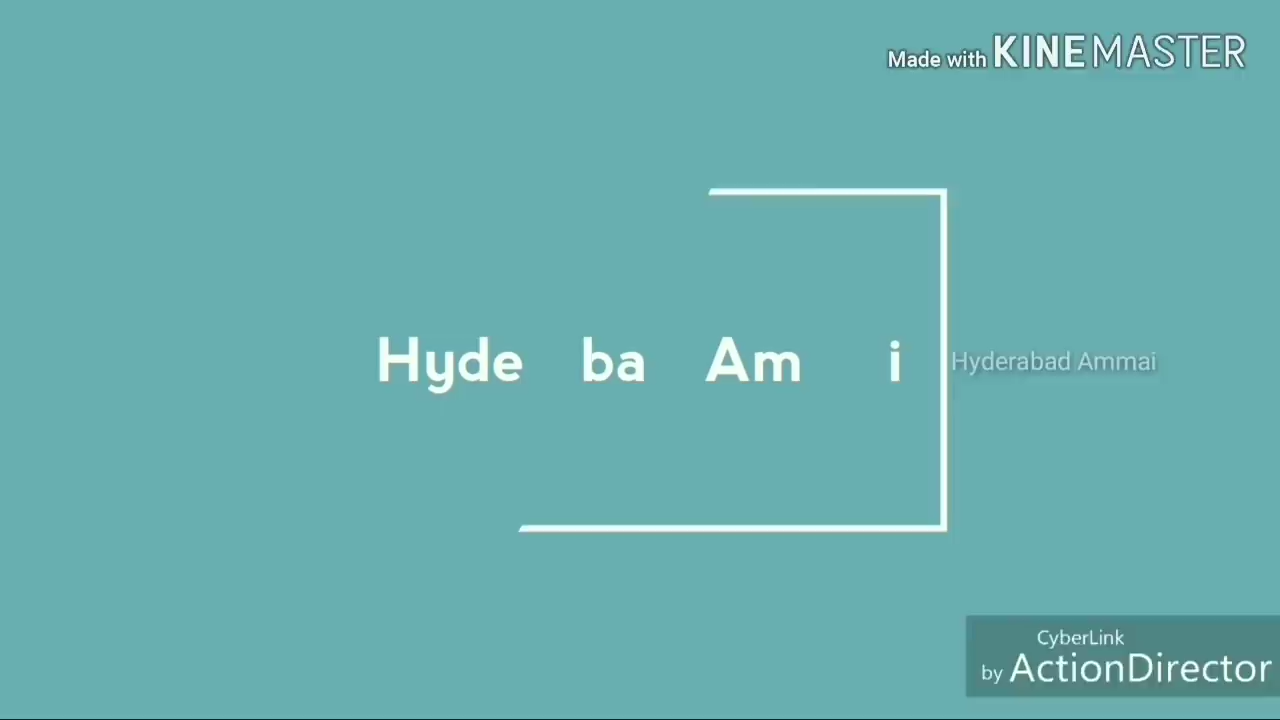 Made with KINEMASTER
Hyde ba Am i
Hyderabad Ammai
CyberLink
by ActionDirector